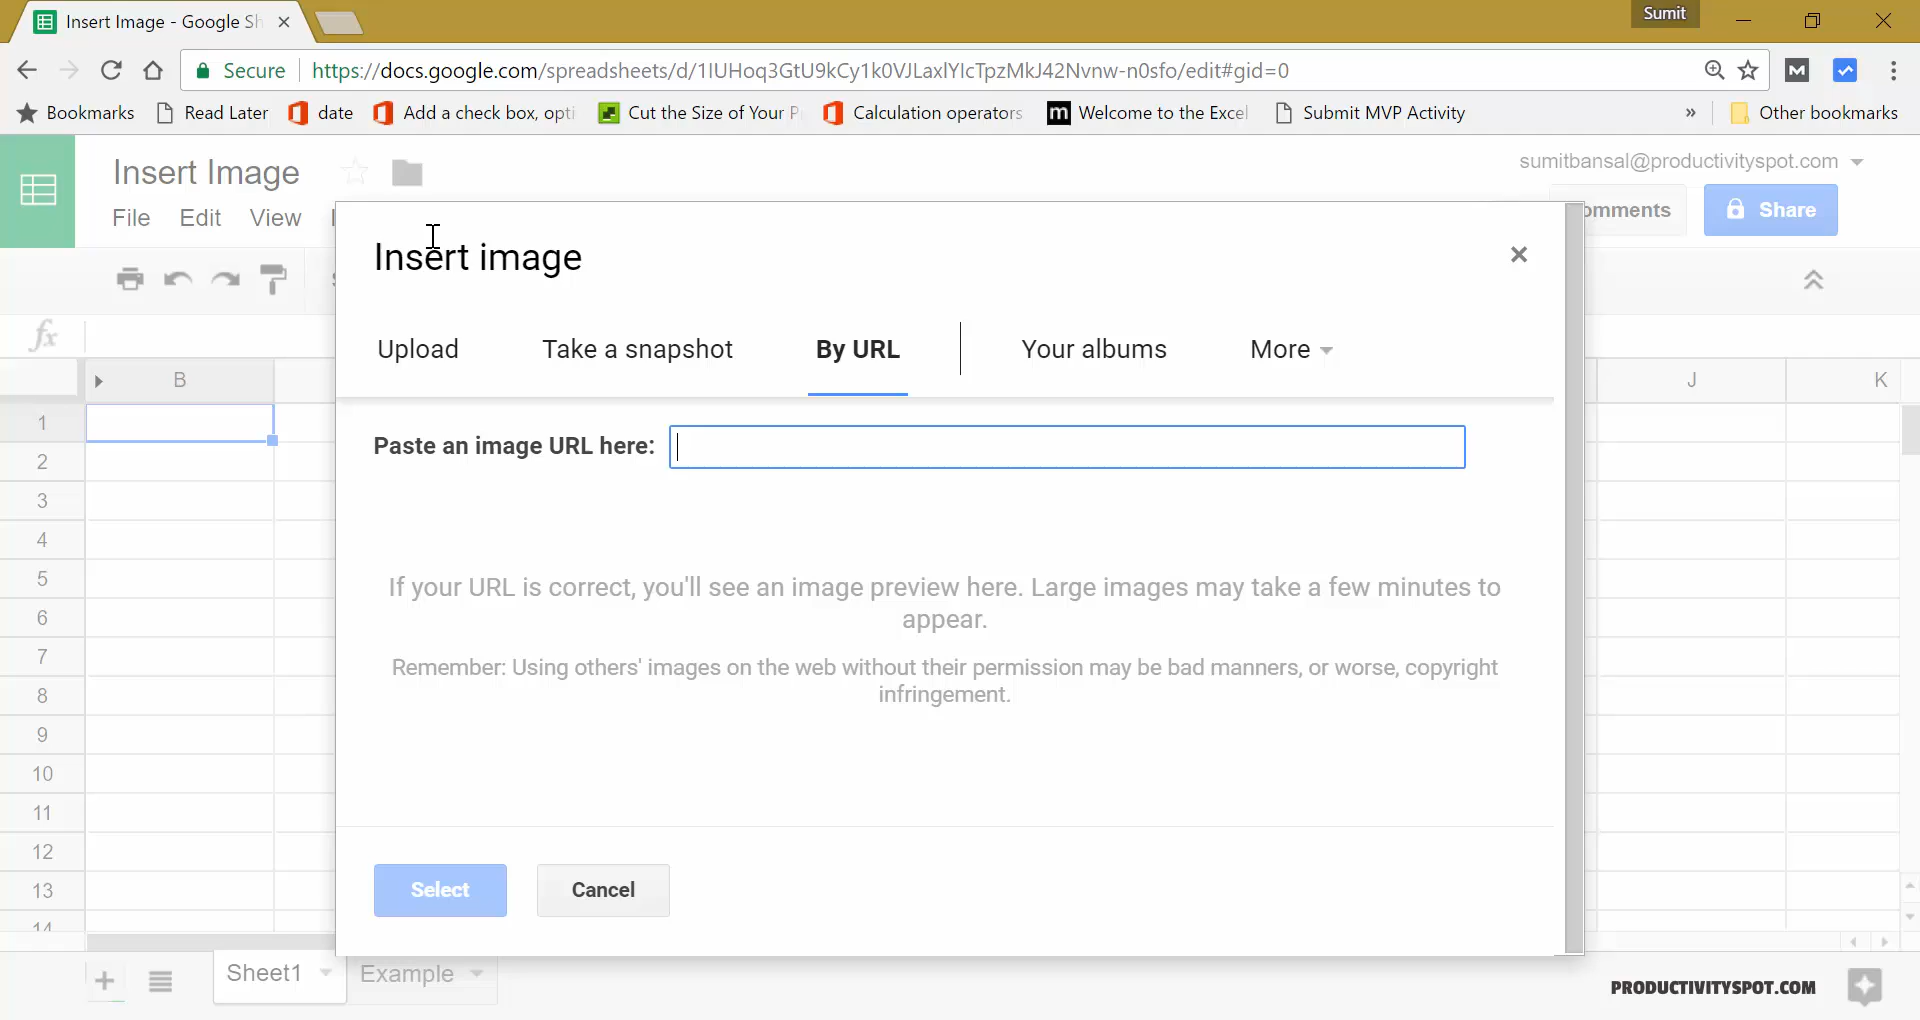 Insert Image - Google Sh
Sumit
Secure
https://docs.google.com/spreadsheets/d/1IUHoq3GtU9kCy1k0VJLaxlYIcTpzMkJ42Nvnw-n0sfo/edit#gid=0
M
Bookmarks Read Later date Add a check box, opti Cut the Size of Your P Calculation operators m Welcome to the Excel Submit MVP Activity » Other bookmarks
Insert Image
sumitbansal@productivityspot.com
File Edit View
omments
Share
Insert image
Upload Take a snapshot By URL Your albums More
fx
B J K
Paste an image URL here:
If your URL is correct, you'll see an image preview here. Large images may take a few minutes to
appear.
Remember: Using others' images on the web without their permission may be bad manners, or worse, copyright
infringement.
1
2
3
4
5
6
7
8
9
10
11
12
13
14
Select Cancel
Sheet1 Example
PRODUCTIVITYSPOT.COM